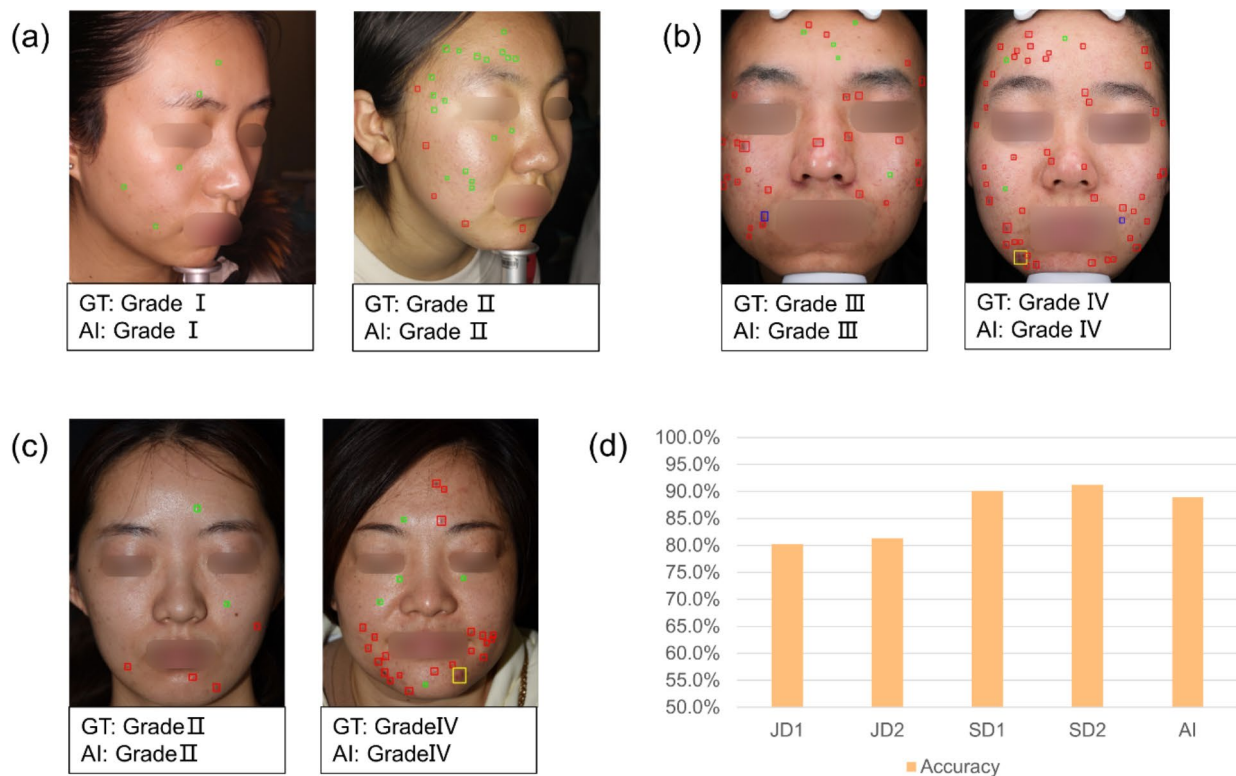 (a)
GT: Grade Ⅰ
AI: Grade Ⅰ
GT: Grade Ⅱ
AI: Grade Ⅱ
(b)
GT: Grade Ⅲ
AI: Grade Ⅲ
GT: Grade Ⅳ
AI: Grade Ⅳ
(c)
GT: GradeⅡ
AI: GradeⅡ
GT: GradeⅣ
AI: GradeⅣ
(d)
100.0%
95.0%
90.0%
85.0%
80.0%
75.0%
70.0%
65.0%
60.0%
55.0%
50.0%
JD1 JD2 SD1 SD2 AI
Accuracy